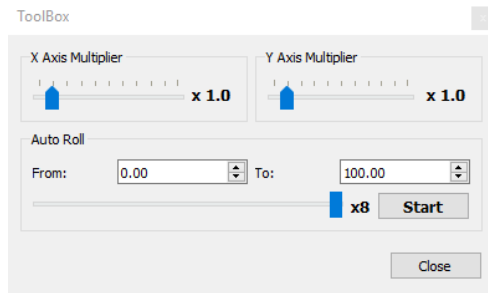 ToolBox
X Axis Multiplier
x 1.0
Y Axis Multiplier
x 1.0
Auto Roll
From: 0.00 To: 100.00
x8 Start
Close